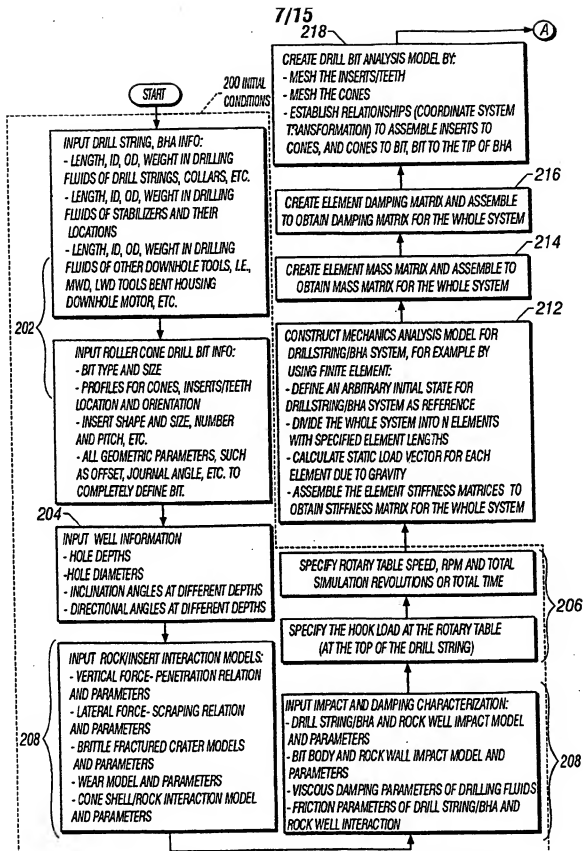 7/15
START
200 INITIAL
CONDITIONS
INPUT DRILL STRING, BHA INFO:
- LENGTH, ID, OD, WEIGHT IN DRILLING
FLUIDS OF DRILL STRINGS, COLLARS, ETC.
- LENGTH, ID, OD, WEIGHT IN DRILLING
FLUIDS OF STABILIZERS AND THEIR
LOCATIONS
- LENGTH, ID, OD, WEIGHT IN DRILLING
FLUIDS OF OTHER DOWNHOLE TOOLS, I.E.,
MWD, LWD TOOLS BENT HOUSING
DOWNHOLE MOTOR, ETC.
202
INPUT ROLLER CONE DRILL BIT INFO:
- BIT TYPE AND SIZE
- PROFILES FOR CONES, INSERTS/TEETH
LOCATION AND ORIENTATION
- INSERT SHAPE AND SIZE, NUMBER
AND PITCH, ETC.
- ALL GEOMETRIC PARAMETERS, SUCH
AS OFFSET, JOURNAL ANGLE, ETC. TO
COMPLETELY DEFINE BIT.
204
INPUT WELL INFORMATION
- HOLE DEPTHS
-HOLE DIAMETERS
- INCLINATION ANGLES AT DIFFERENT DEPTHS
- DIRECTIONAL ANGLES AT DIFFERENT DEPTHS
208
INPUT ROCK/INSERT INTERACTION MODELS:
- VERTICAL FORCE- PENETRATION RELATION
AND PARAMETERS
- LATERAL FORCE- SCRAPING RELATION
AND PARAMETERS
- BRITTLE FRACTURED CRATER MODELS
AND PARAMETERS
- WEAR MODEL AND PARAMETERS
- CONE SHELL/ROCK INTERACTION MODEL
AND PARAMETERS
218
A
CREATE DRILL BIT ANALYSIS MODEL BY:
- MESH THE INSERTS/TEETH
- MESH THE CONES
- ESTABLISH RELATIONSHIPS (COORDINATE SYSTEM
TRANSFORMATION) TO ASSEMBLE INSERTS TO
CONES, AND CONES TO BIT, BIT TO THE TIP OF BHA
216
CREATE ELEMENT DAMPING MATRIX AND ASSEMBLE
TO OBTAIN DAMPING MATRIX FOR THE WHOLE SYSTEM
214
CREATE ELEMENT MASS MATRIX AND ASSEMBLE TO
OBTAIN MASS MATRIX FOR THE WHOLE SYSTEM
212
CONSTRUCT MECHANICS ANALYSIS MODEL FOR
DRILLSTRING/BHA SYSTEM, FOR EXAMPLE BY
USING FINITE ELEMENT:
- DEFINE AN ARBITRARY INITIAL STATE FOR
DRILLSTRING/BHA SYSTEM AS REFERENCE
- DIVIDE THE WHOLE SYSTEM INTO N ELEMENTS
WITH SPECIFIED ELEMENT LENGTHS
- CALCULATE STATIC LOAD VECTOR FOR EACH
ELEMENT DUE TO GRAVITY
- ASSEMBLE THE ELEMENT STIFFNESS MATRICES TO
OBTAIN STIFFNESS MATRIX FOR THE WHOLE SYSTEM
SPECIFY ROTARY TABLE SPEED, RPM AND TOTAL
SIMULATION REVOLUTIONS OR TOTAL TIME
206
SPECIFY THE HOOK LOAD AT THE ROTARY TABLE
(AT THE TOP OF THE DRILL STRING)
INPUT IMPACT AND DAMPING CHARACTERIZATION:
- DRILL STRING/BHA AND ROCK WELL IMPACT MODEL
AND PARAMETERS
- BIT BODY AND ROCK WALL IMPACT MODEL AND
PARAMETERS
- VISCOUS DAMPING PARAMETERS OF DRILLING FLUIDS
- FRICTION PARAMETERS OF DRILL STRING/BHA AND
ROCK WELL INTERACTION
208